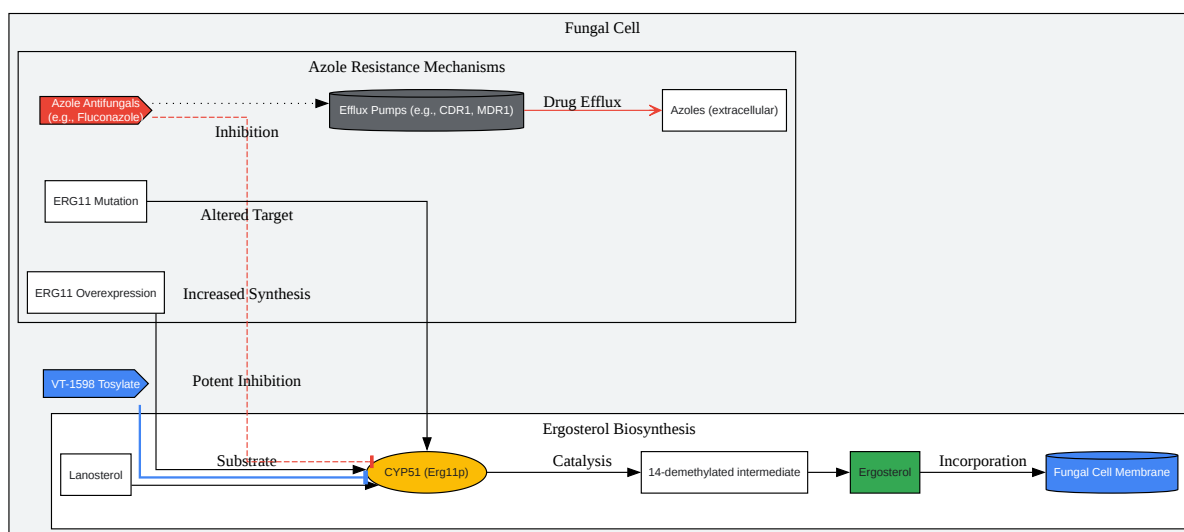 Fungal Cell
Azole Resistance Mechanisms
Azole Antifungals
(e.g., Fluconazole)
Efflux Pumps (e.g., CDR1, MDR1)
Drug Efflux
Azoles (extracellular)
Inhibition
ERG11 Mutation
Altered Target
ERG11 Overexpression
Increased Synthesis
VT-1598 Tosylate
Potent Inhibition
Ergosterol Biosynthesis
Lanosterol
Substrate
CYP51 (Erg11p)
Catalysis
14-demethylated intermediate
Ergosterol
Incorporation
Fungal Cell Membrane